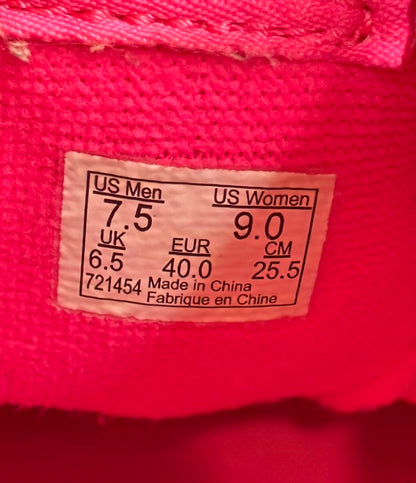 US Men US Women
7.5 9.0
UK EUR CM
6.5 40.0 25.5
721454 Made in China
Fabrique en Chine